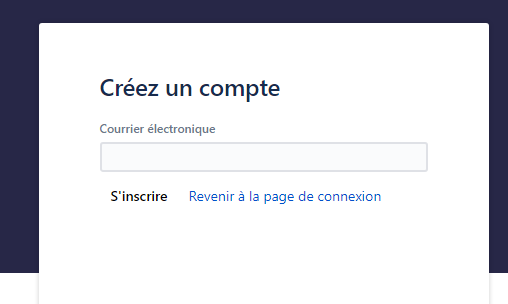 Créez un compte
Courrier électronique
S'inscrire Revenir à la page de connexion